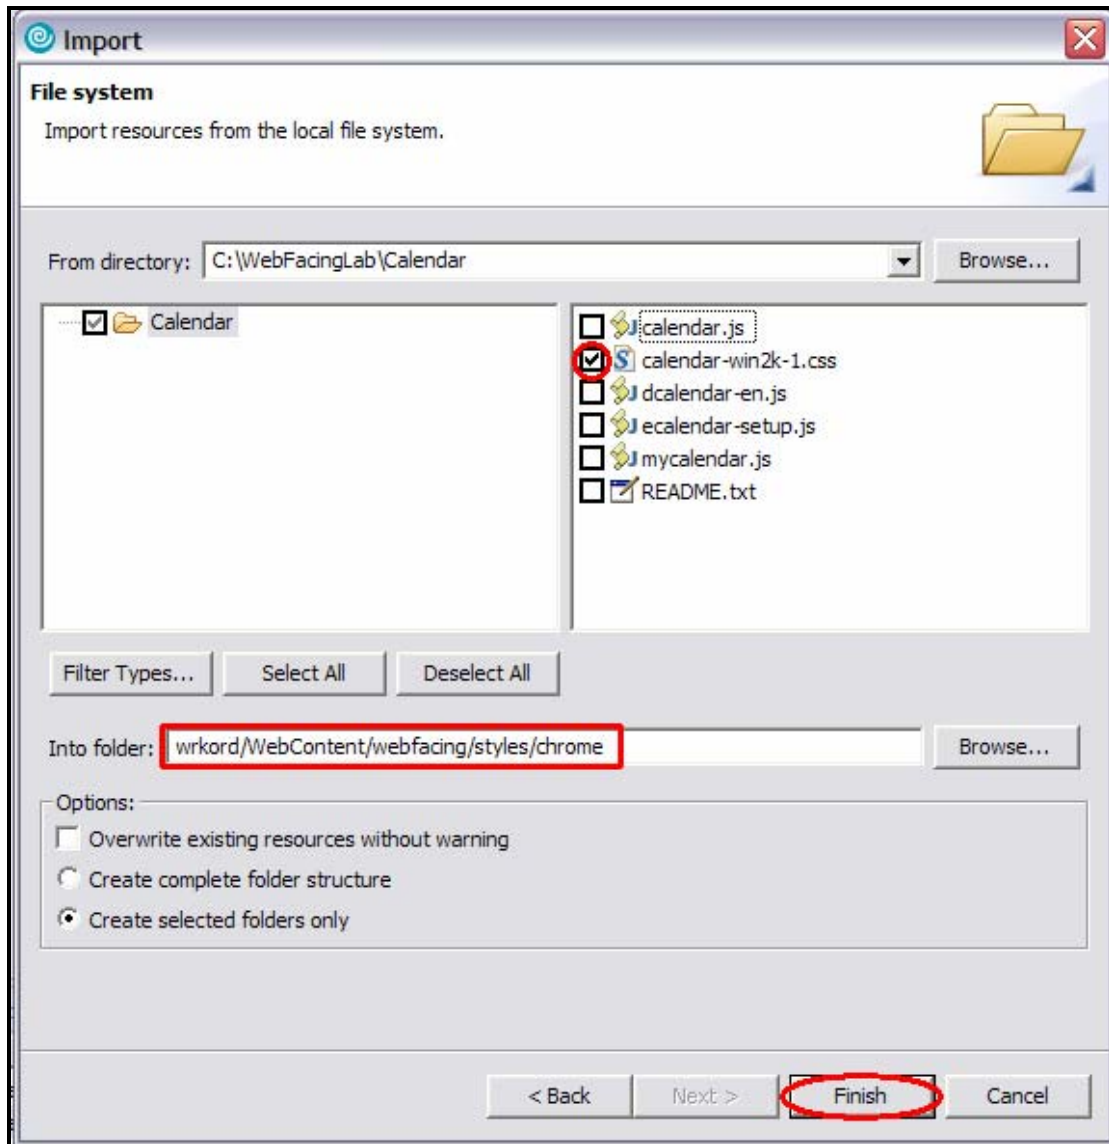 Import
File system
Import resources from the local file system.
From directory: C:\WebFacingLab\Calendar Browse...
Calendar
calendar.js
calendar-win2k-1.css
dcalendar-en.js
ecalendar-setup.js
mycalendar.js
README.txt
Filter Types... Select All Deselect All
Into folder: wrkord/WebContent/webfacing/styles/chrome Browse...
Options:
Overwrite existing resources without warning
Create complete folder structure
Create selected folders only
< Back Next > Finish Cancel